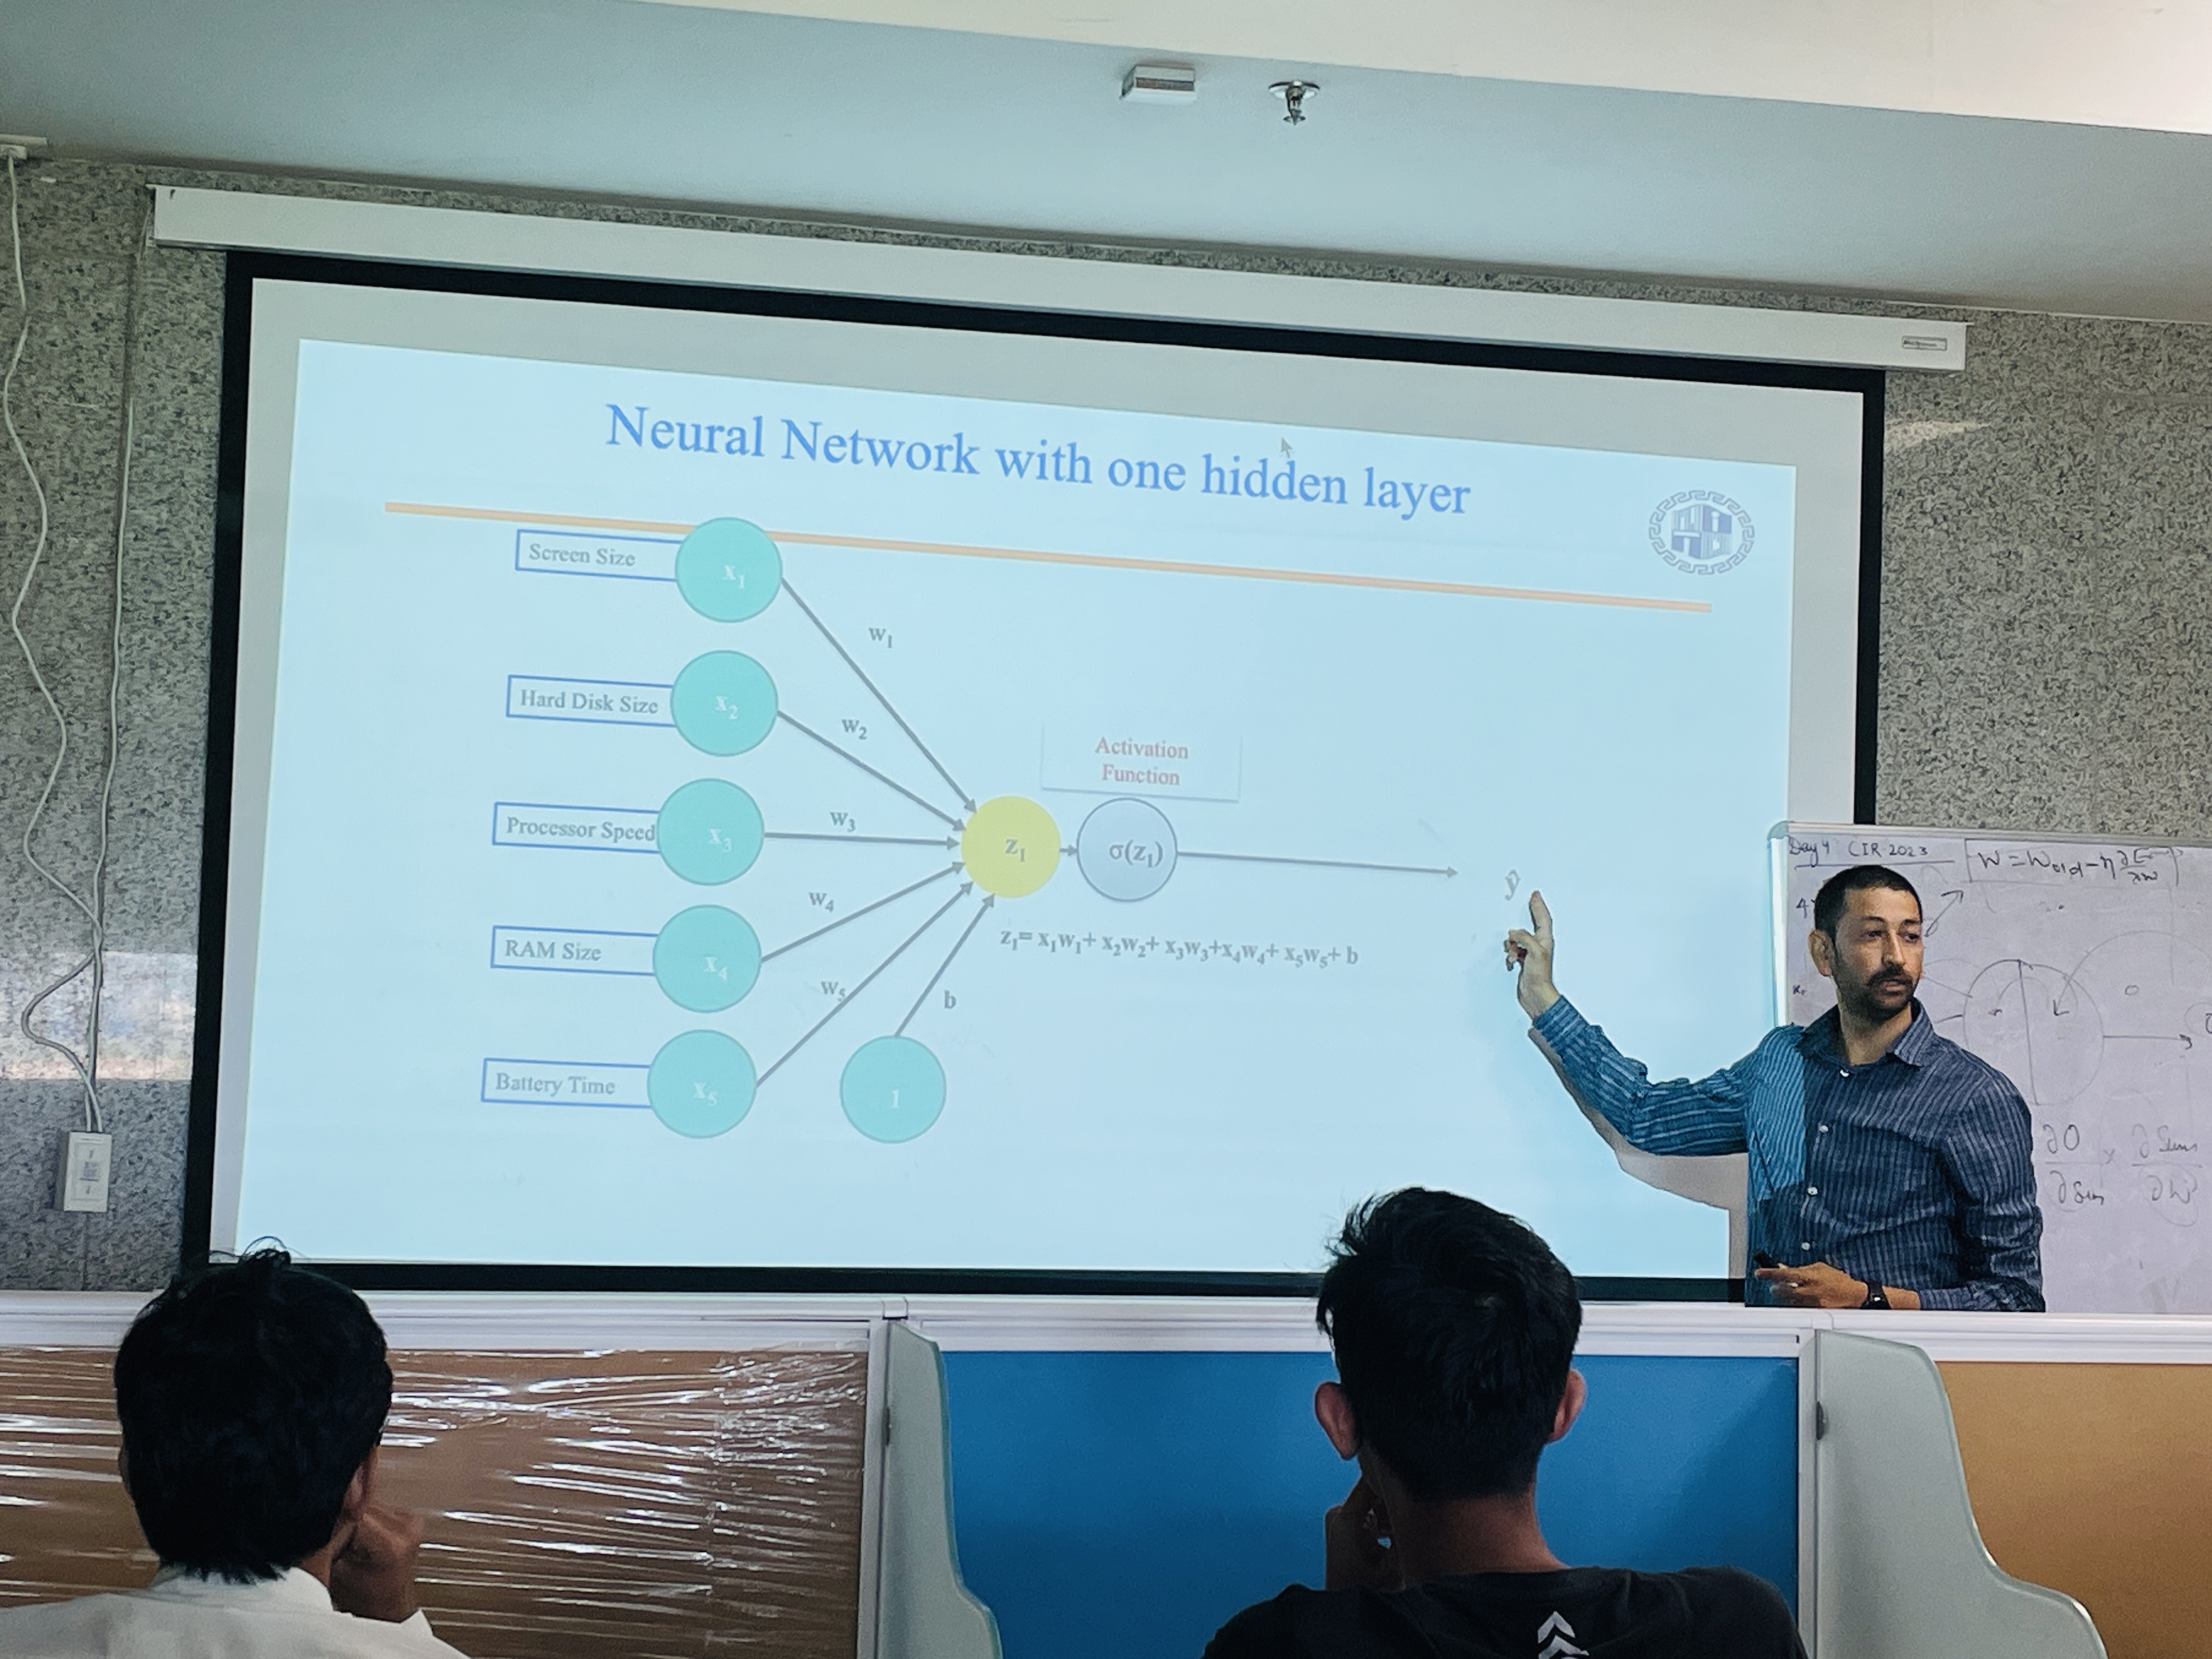 Neural Network with one hidden layer
Screen Size
x₁
w₁
Hard Disk Size
x₂
w₂
Activation
Function
Processor Speed
x₃
w₃
z₁
σ(z₁)
ŷ
RAM Size
x₄
w₄
z₁= x₁w₁+ x₂w₂+ x₃w₃+x₄w₄+ x₅w₅+ b
w₅
b
Battery Time
x₅
1
Day 4 CIR 2023
W = Wold - η ∂E
∂w
∂O × ∂Sum
∂Sum ∂W